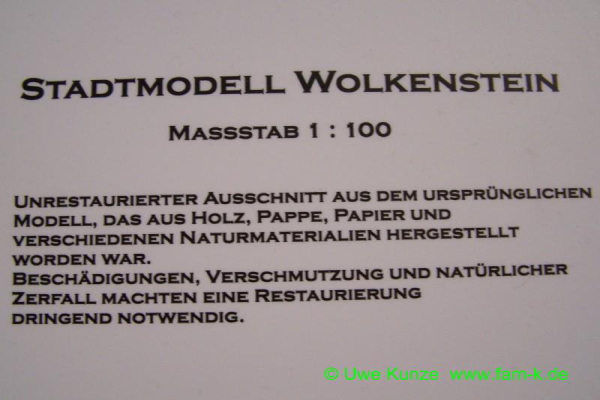 STADTMODELL WOLKENSTEIN
MASSSTAB 1 : 100
UNRESTAURIERTER AUSSCHNITT AUS DEM URSPRÜNGLICHEN
MODELL, DAS AUS HOLZ, PAPPE, PAPIER UND
VERSCHIEDENEN NATURMATERIALIEN HERGESTELLT
WORDEN WAR.
BESCHÄDIGUNGEN, VERSCHMUTZUNG UND NATÜRLICHER
ZERFALL MACHTEN EINE RESTAURIERUNG
DRINGEND NOTWENDIG.
© Uwe Kunze www.fam-k.de